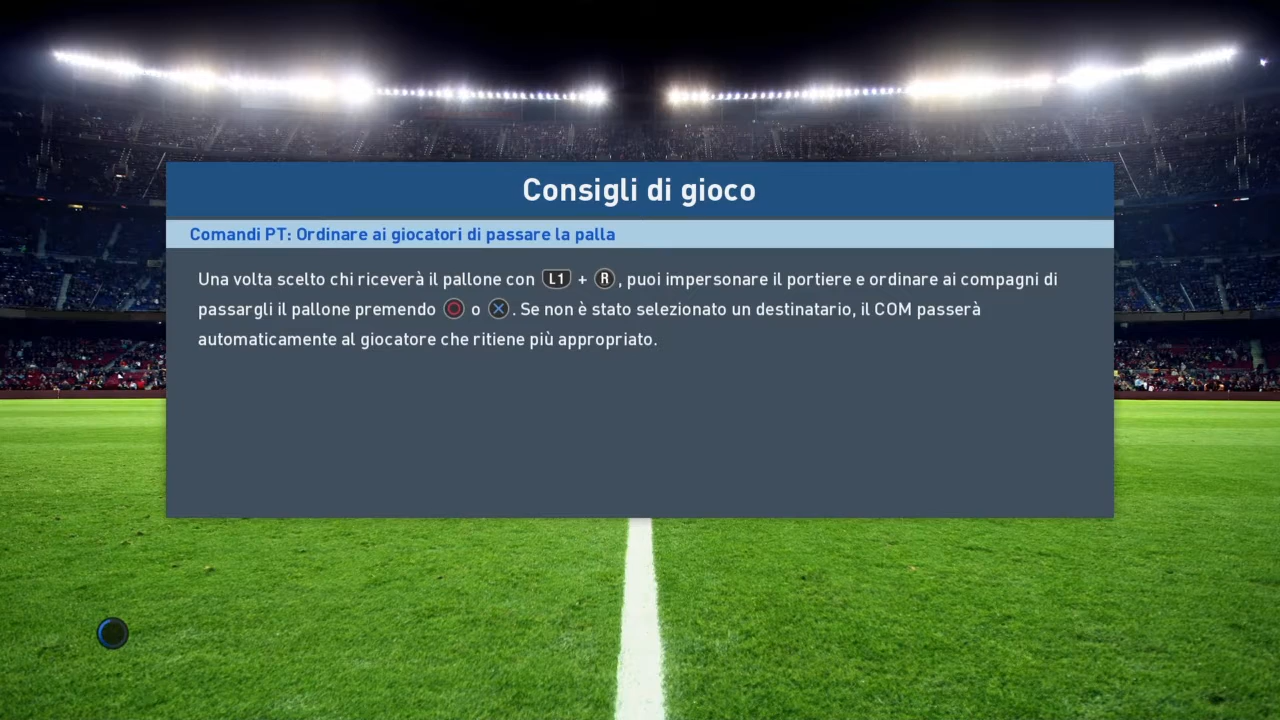 Consigli di gioco
Comandi PT: Ordinare ai giocatori di passare la palla
Una volta scelto chi riceverà il pallone con L1 + R, puoi impersonare il portiere e ordinare ai compagni di
passargli il pallone premendo o . Se non è stato selezionato un destinatario, il COM passerà
automaticamente al giocatore che ritiene più appropriato.